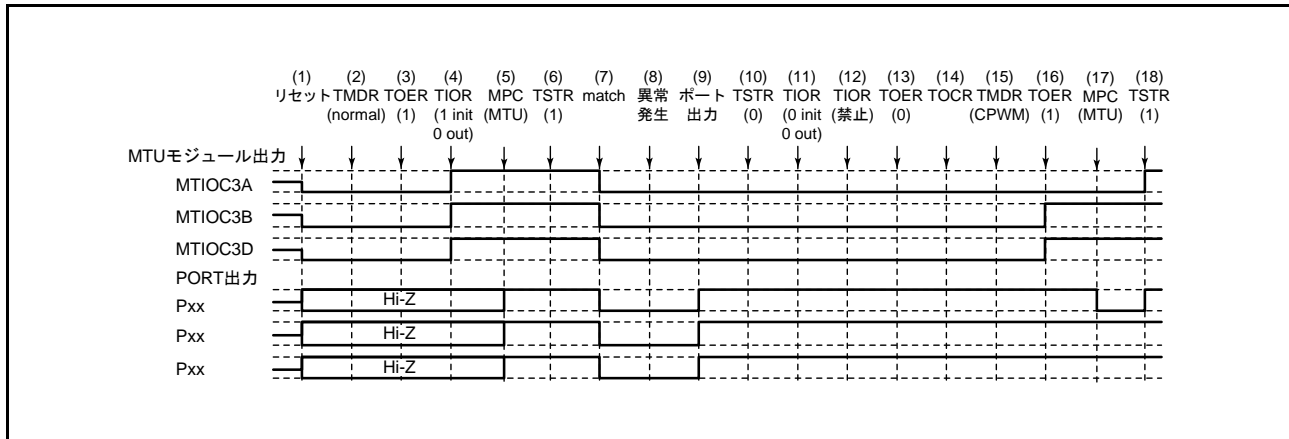 (1) (2) (3) (4) (5) (6) (7) (8) (9) (10) (11) (12) (13) (14) (15) (16) (17) (18)
リセット TMDR TOER TIOR MPC TSTR match 異常 ポート TSTR TIOR TIOR TOER TOCR TMDR TOER MPC TSTR
(normal) (1) (1 init (MTU) (1) 発生 出力 (0) (0 init (禁止) (0) (CPWM) (1) (MTU) (1)
0 out) 0 out)
MTUモジュール出力
MTIOC3A
MTIOC3B
MTIOC3D
PORT出力
Pxx Hi-Z
Pxx Hi-Z
Pxx Hi-Z